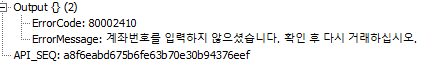 Output {} (2)
ErrorCode: 80002410
ErrorMessage: 계좌번호를 입력하지 않으셨습니다. 확인 후 다시 거래하십시오.
API_SEQ: a8f6eabd675b6fe63b70e30b94376eef